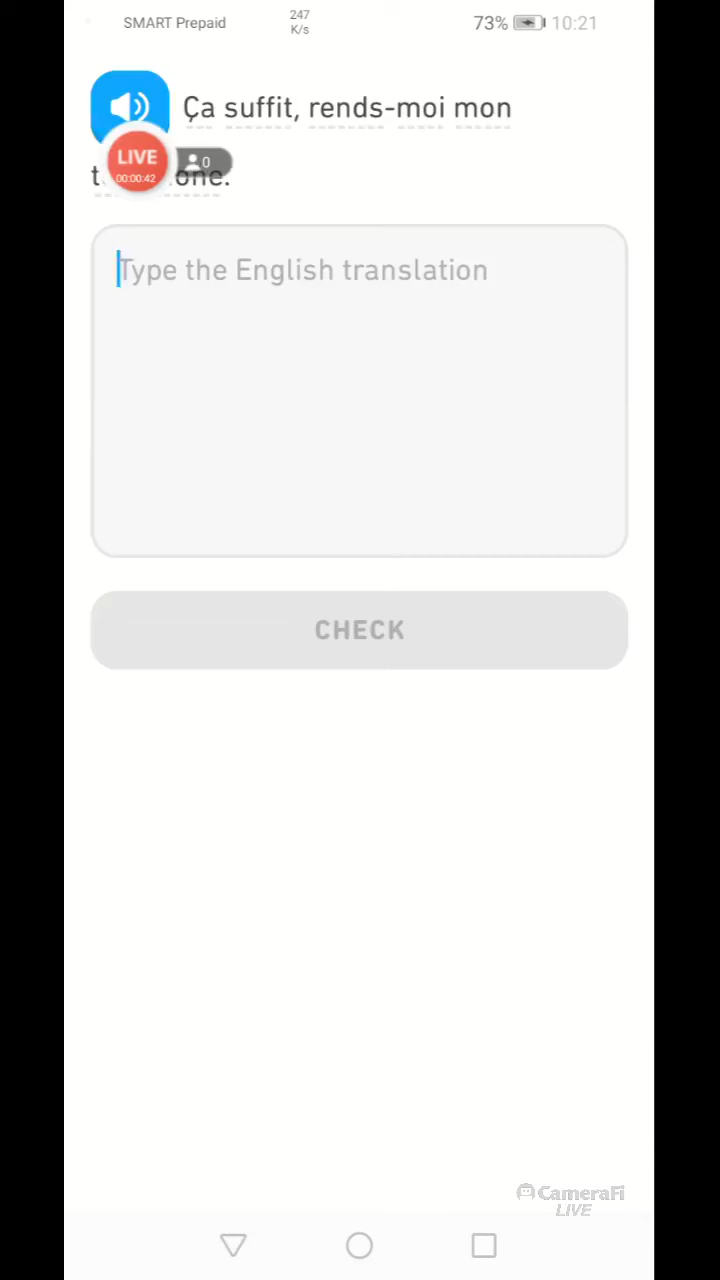 SMART Prepaid 247 K/s 73% 10:21
Ça suffit, rends-moi mon
LIVE 0
00:00:42
one.
Type the English translation
CHECK
CameraFi
LIVE